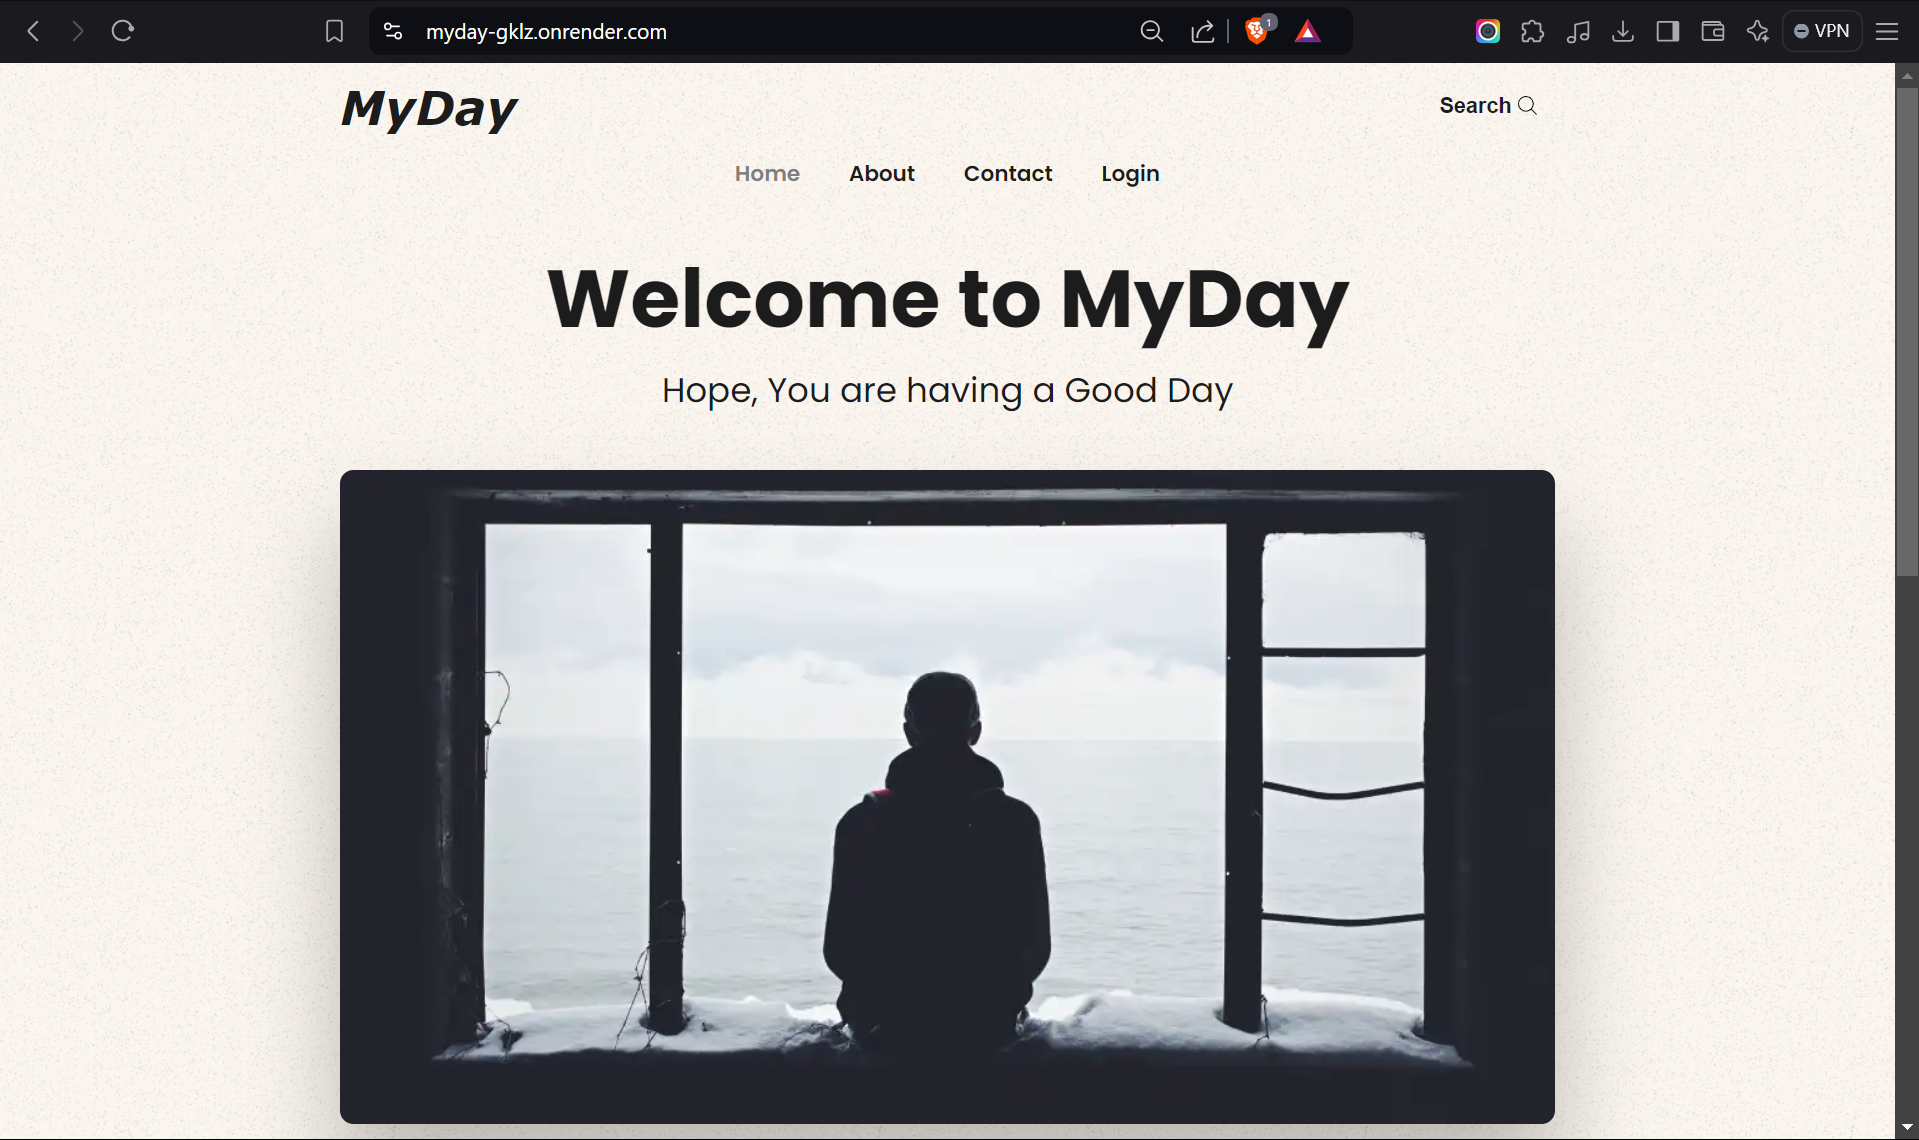 myday-gklz.onrender.com
1
VPN
MyDay
Search
Home About Contact Login
Welcome to MyDay
Hope, You are having a Good Day